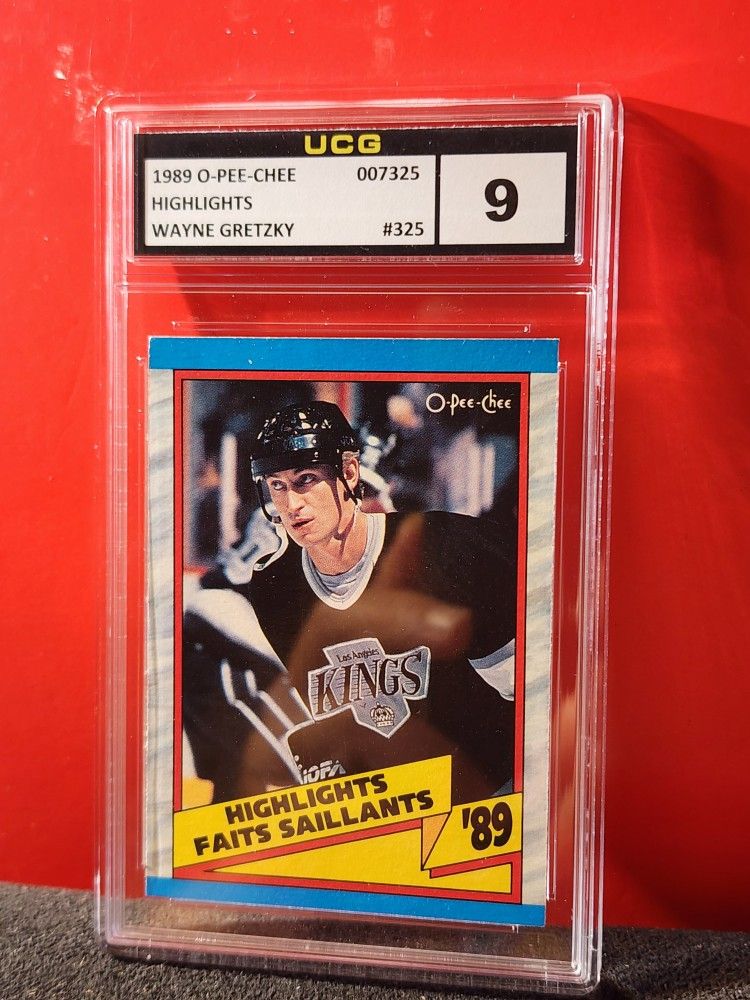 UCG
1989 O-PEE-CHEE 007325
HIGHLIGHTS
WAYNE GRETZKY #325
9
O-Pee-Chee
Los Angeles
KINGS
JOFA
HIGHLIGHTS
FAITS SAILLANTS
'89